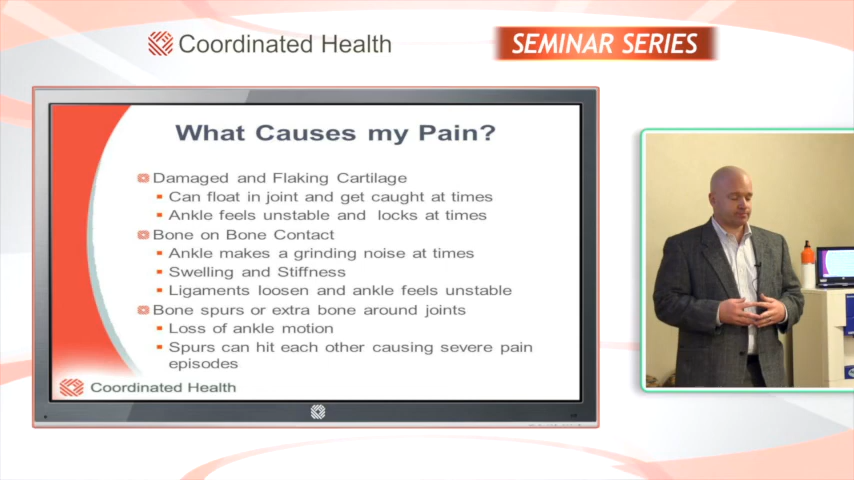 Coordinated Health
SEMINAR SERIES
What Causes my Pain?
Damaged and Flaking Cartilage
Can float in joint and get caught at times
Ankle feels unstable and locks at times
Bone on Bone Contact
Ankle makes a grinding noise at times
Swelling and Stiffness
Ligaments loosen and ankle feels unstable
Bone spurs or extra bone around joints
Loss of ankle motion
Spurs can hit each other causing severe pain
episodes
Coordinated Health